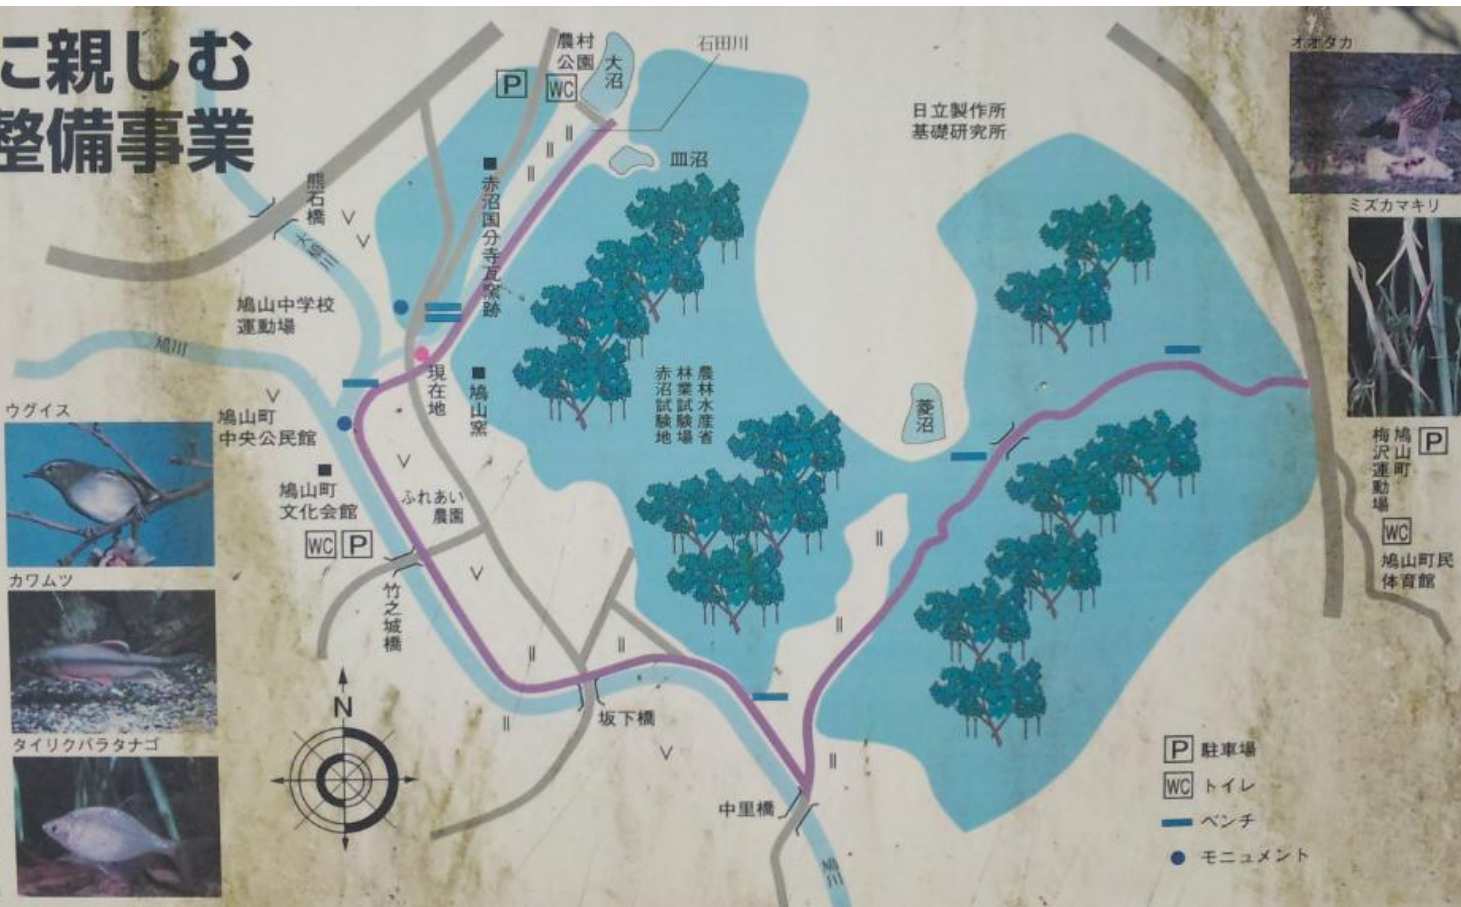 に親しむ
整備事業
農村
公園
大沼
石田川
P
WC
皿沼
日立製作所
基礎研究所
オオタカ
ミズカマキリ
熊石橋
大橋川
赤沼国分寺瓦窯跡
鳩山中学校
運動場
鳩川
現在地
鳩山窯
農林水産省
林業試験場
赤沼試験地
菱沼
ウグイス
鳩山町
中央公民館
鳩山町
文化会館
WC P
ふれあい
農園
竹之城橋
カワムツ
タイリクバラタナゴ
N
坂下橋
中里橋
鳩川
鳩山町
梅沢運動場
P
WC
鳩山町民
体育館
P 駐車場
WC トイレ
ベンチ
モニュメント